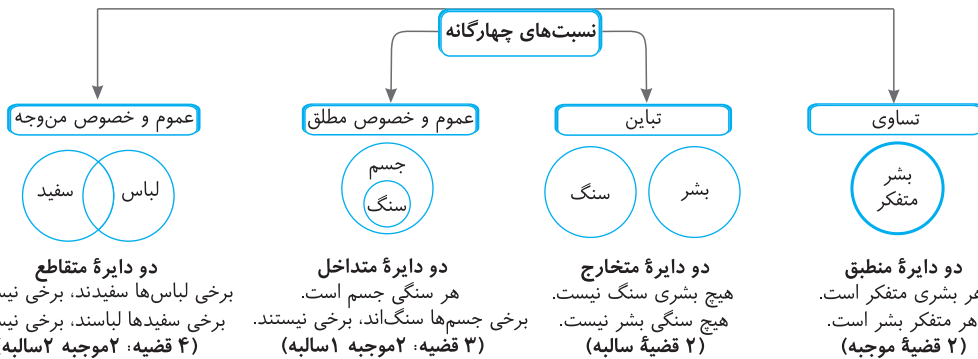 نسبت‌های چهارگانه
تساوی
بشر
متفکر
دو دایرهٔ منطبق
هر بشری متفکر است.
هر متفکر بشر است.
(۲ قضیهٔ موجبه)
تباین
بشر
سنگ
دو دایرهٔ متخارج
هیچ بشری سنگ نیست.
هیچ سنگی بشر نیست.
(۲ قضیهٔ سالبه)
عموم و خصوص مطلق
جسم
سنگ
دو دایرهٔ متداخل
هر سنگی جسم است.
برخی جسم‌ها سنگ‌اند، برخی نیستند.
(۳ قضیه: ۲موجبه ۱سالبه)
عموم و خصوص من‌وجه
لباس
سفید
دو دایرهٔ متقاطع
برخی لباس‌ها سفیدند، برخی
برخی سفیدها لباسند، برخی
(۴ قضیه: ۲موجبه ۲سالبه)